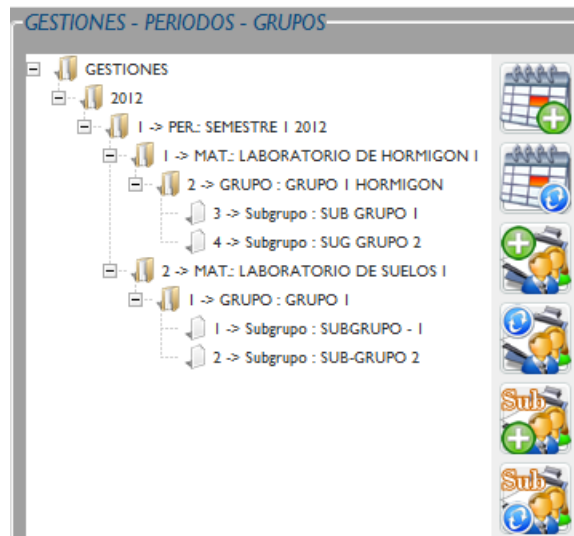 GESTIONES - PERIODOS - GRUPOS
GESTIONES
2012
1 -> PER.: SEMESTRE 1 2012
1 -> MAT.: LABORATORIO DE HORMIGON 1
2 -> GRUPO : GRUPO 1 HORMIGON
3 -> Subgrupo : SUB GRUPO 1
4 -> Subgrupo : SUG GRUPO 2
2 -> MAT.: LABORATORIO DE SUELOS 1
1 -> GRUPO : GRUPO 1
1 -> Subgrupo : SUBGRUPO - 1
2 -> Subgrupo : SUB-GRUPO 2
Sub
Sub